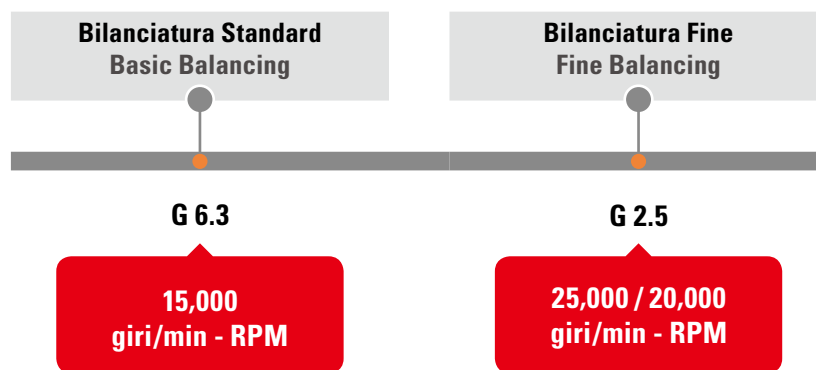 Bilanciatura Standard
Basic Balancing
Bilanciatura Fine
Fine Balancing
G 6.3
G 2.5
15,000
giri/min - RPM
25,000 / 20,000
giri/min - RPM